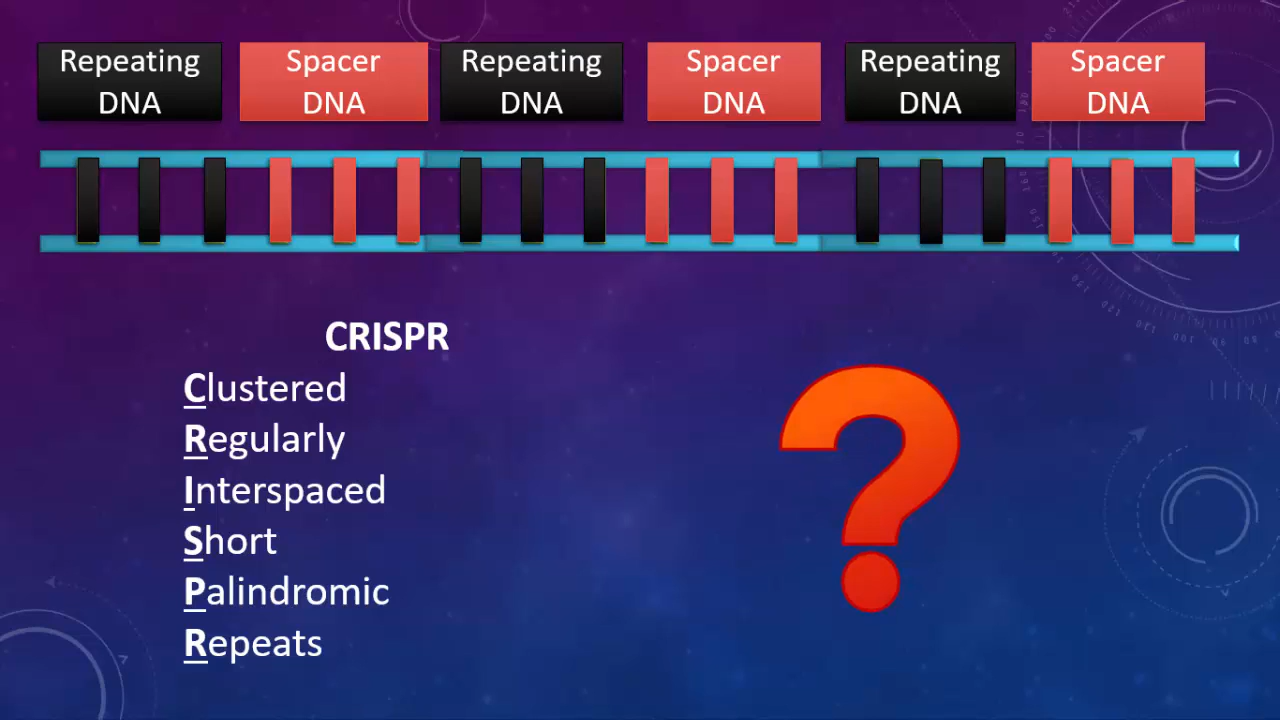 Repeating DNA
Spacer DNA
Repeating DNA
Spacer DNA
Repeating DNA
Spacer DNA
CRISPR
Clustered
Regularly
Interspaced
Short
Palindromic
Repeats
?